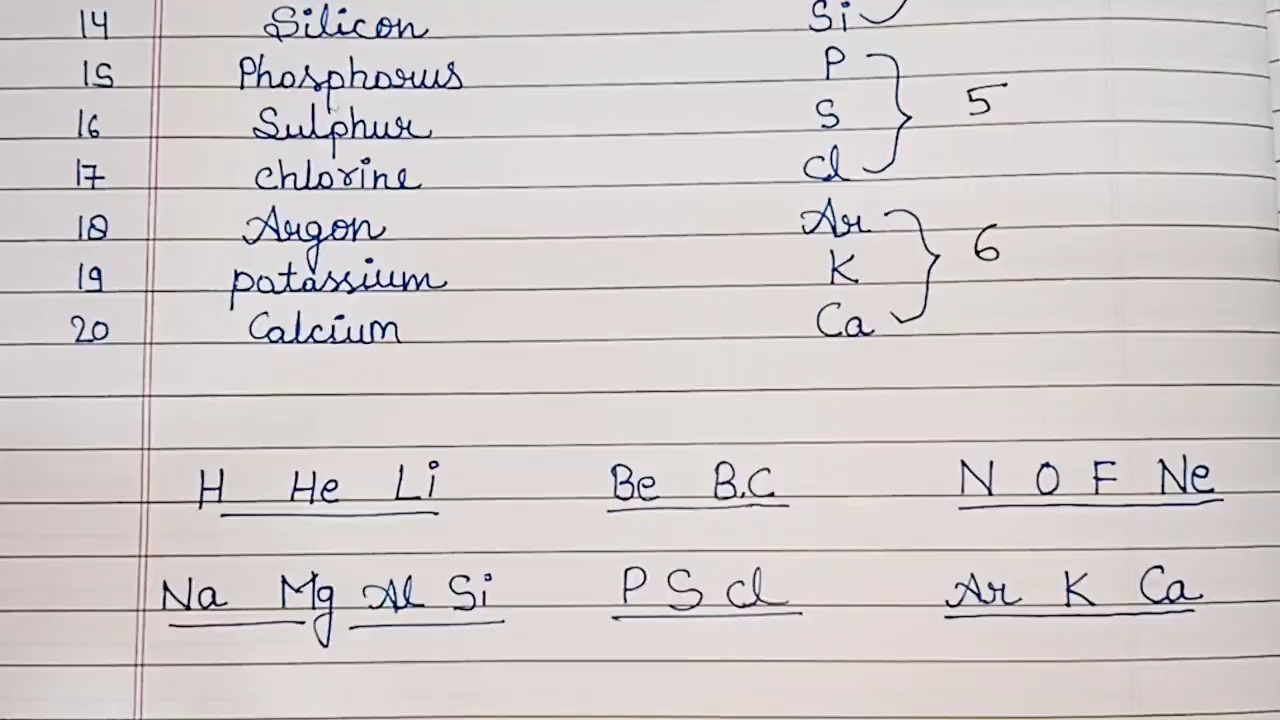 14 Silicon Si
15 Phosphorus P
16 Sulphur S 5
17 chlorine Cl
18 Argon Ar
19 potassium K 6
20 Calcium Ca
H He Li Be B.C N O F Ne
Na Mg Al Si P S Cl Ar K Ca